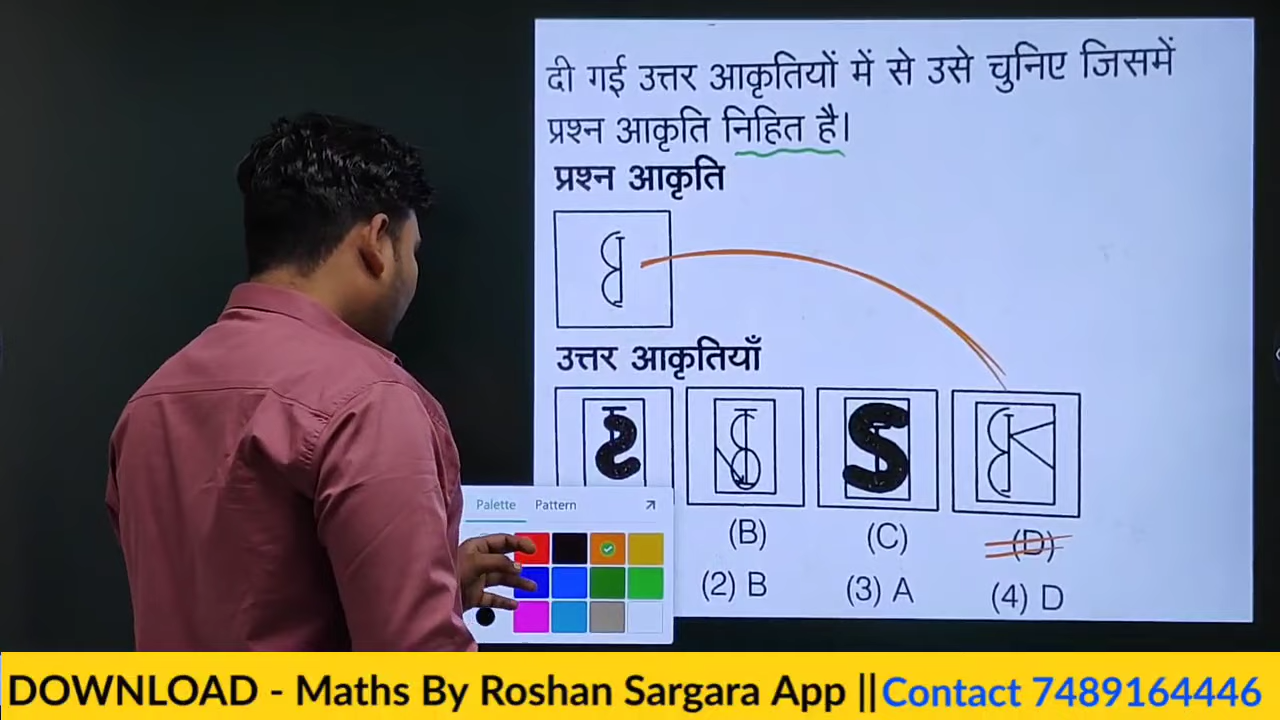 दी गई उत्तर आकृतियों में से उसे चुनिए जिसमें
प्रश्न आकृति निहित है।
प्रश्न आकृति
उत्तर आकृतियाँ
Palette Pattern
(B) (C) (D)
(2) B (3) A (4) D
DOWNLOAD - Maths By Roshan Sargara App || Contact 7489164446